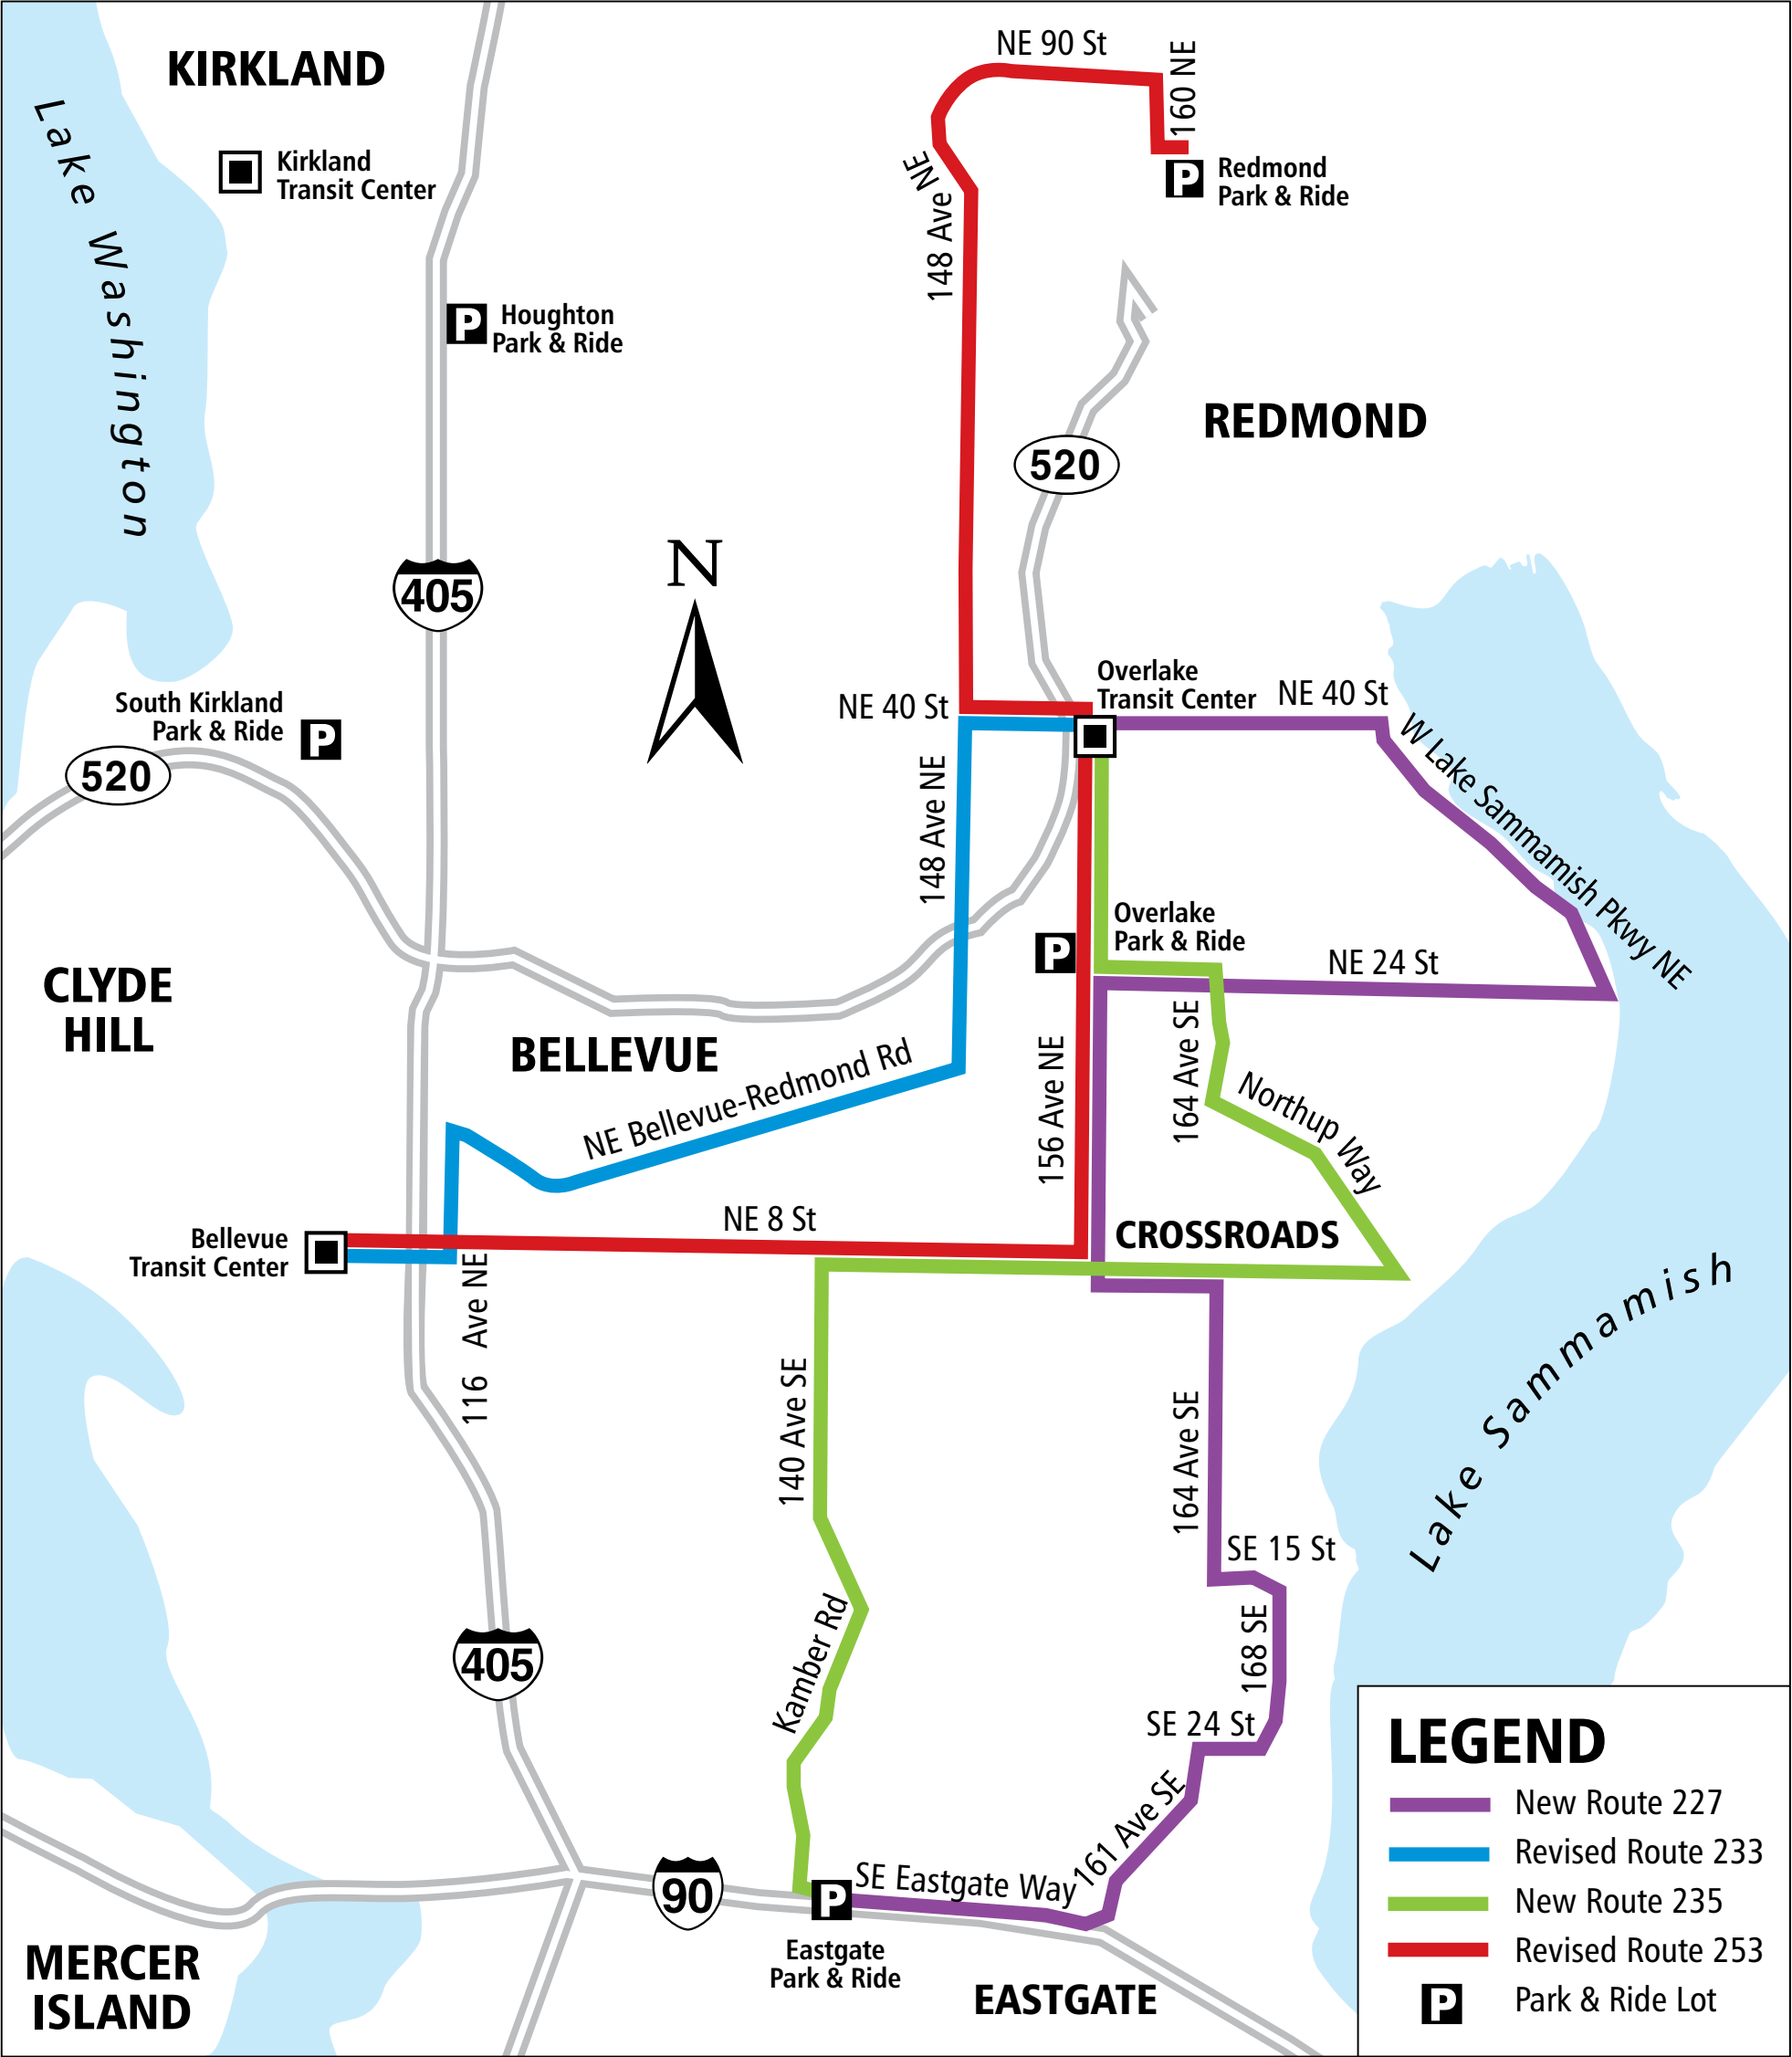 NE 90 St
160 NE
KIRKLAND
Lake Washington
Kirkland
Transit Center
P
Redmond
Park & Ride
148 Ave NE
P
Houghton
Park & Ride
REDMOND
520
N
405
Overlake
Transit Center
NE 40 St
NE 40 St
South Kirkland
Park & Ride
P
520
W Lake Sammamish Pkwy NE
148 Ave NE
Overlake
Park & Ride
P
NE 24 St
CLYDE
HILL
BELLEVUE
NE Bellevue-Redmond Rd
156 Ave NE
164 Ave SE
Northup Way
NE 8 St
CROSSROADS
Bellevue
Transit Center
116 Ave NE
Lake Sammamish
140 Ave SE
164 Ave SE
SE 15 St
Kamber Rd
168 SE
405
SE 24 St
161 Ave SE
SE Eastgate Way
90
P
Eastgate
Park & Ride
MERCER
ISLAND
EASTGATE
LEGEND
New Route 227
Revised Route 233
New Route 235
Revised Route 253
P Park & Ride Lot